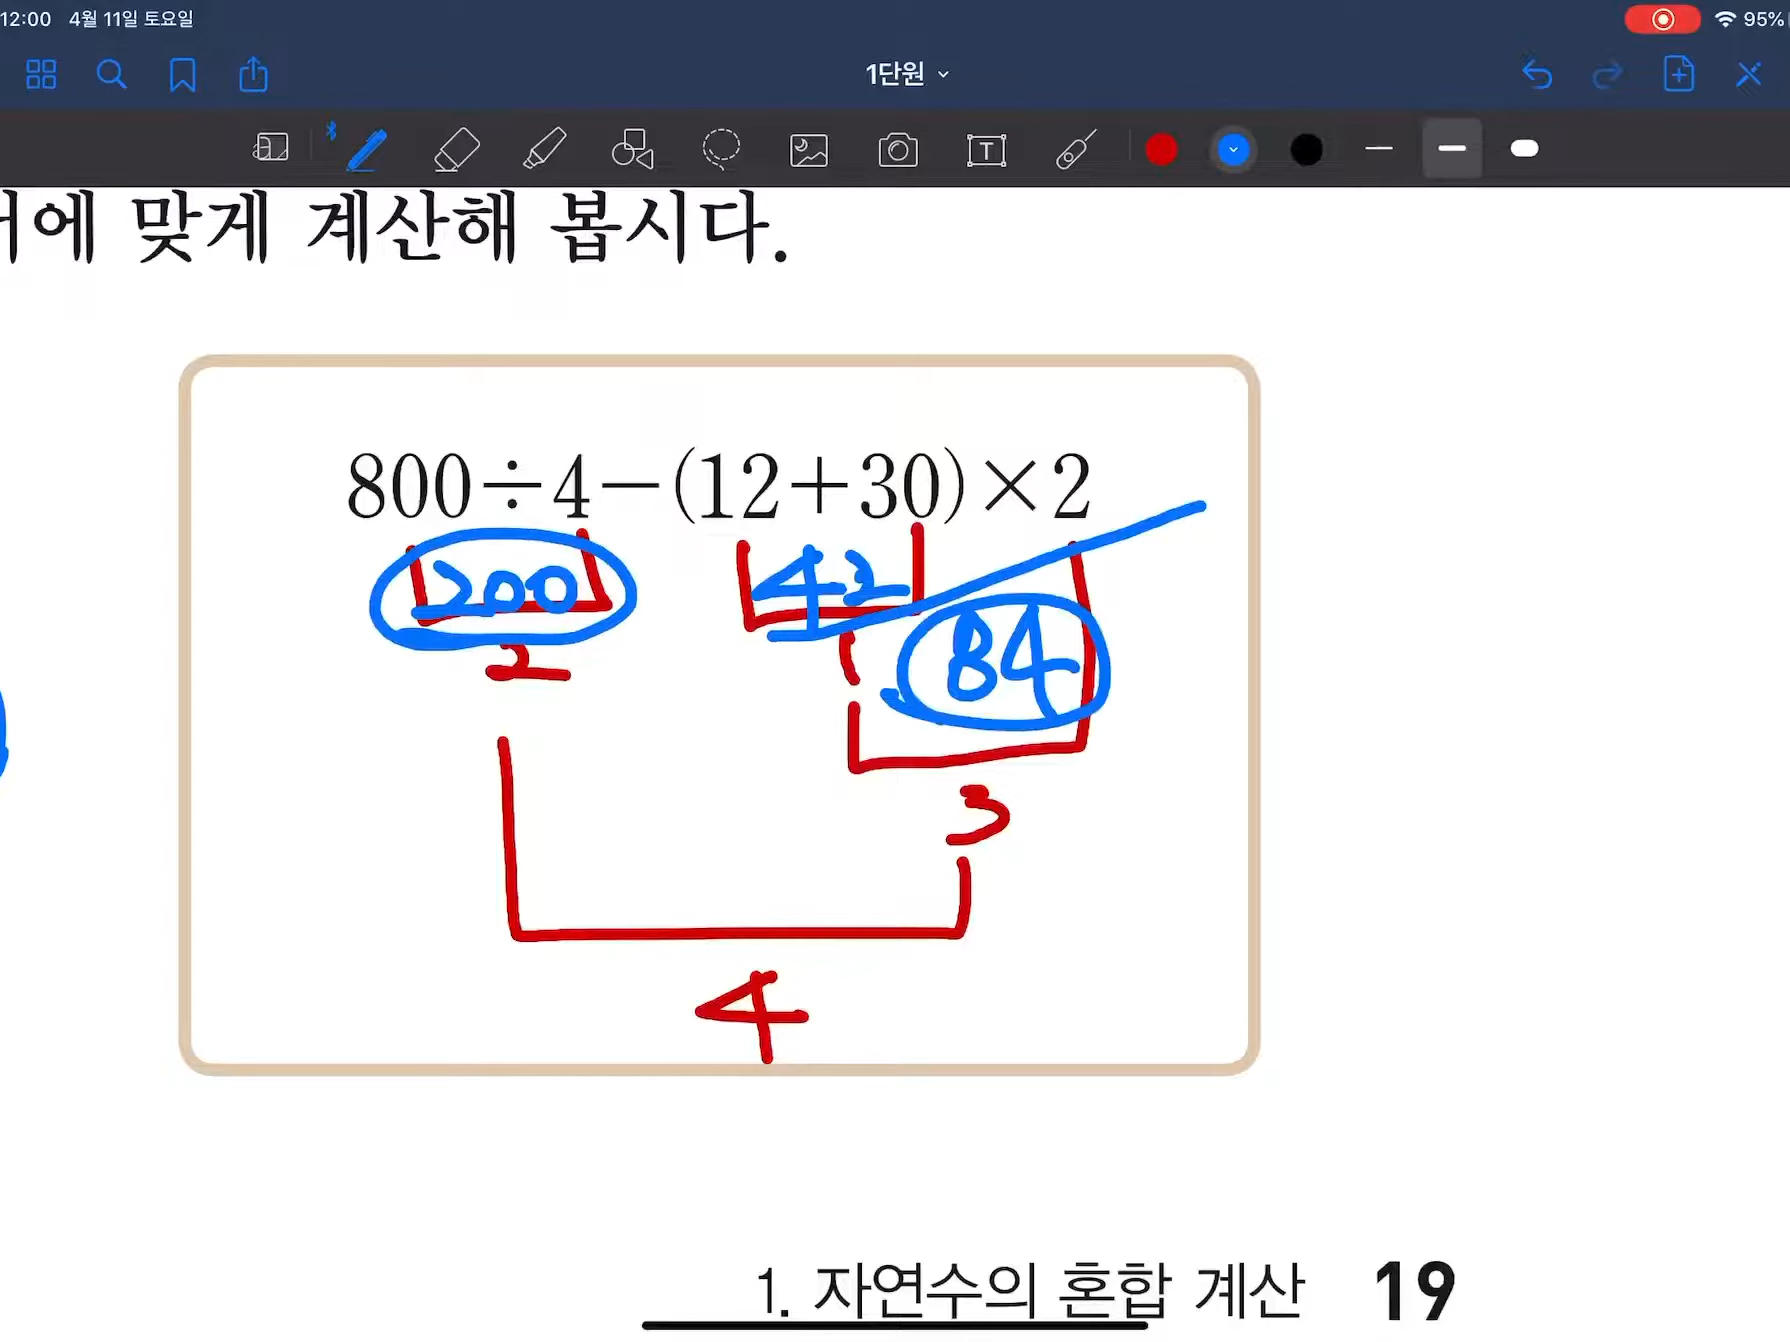 12:00 4월 11일 토요일 95%
1단원
T
에 맞게 계산해 봅시다.
800÷4−(12+30)×2
200 42
2 1 84
3
4
1. 자연수의 혼합 계산 19